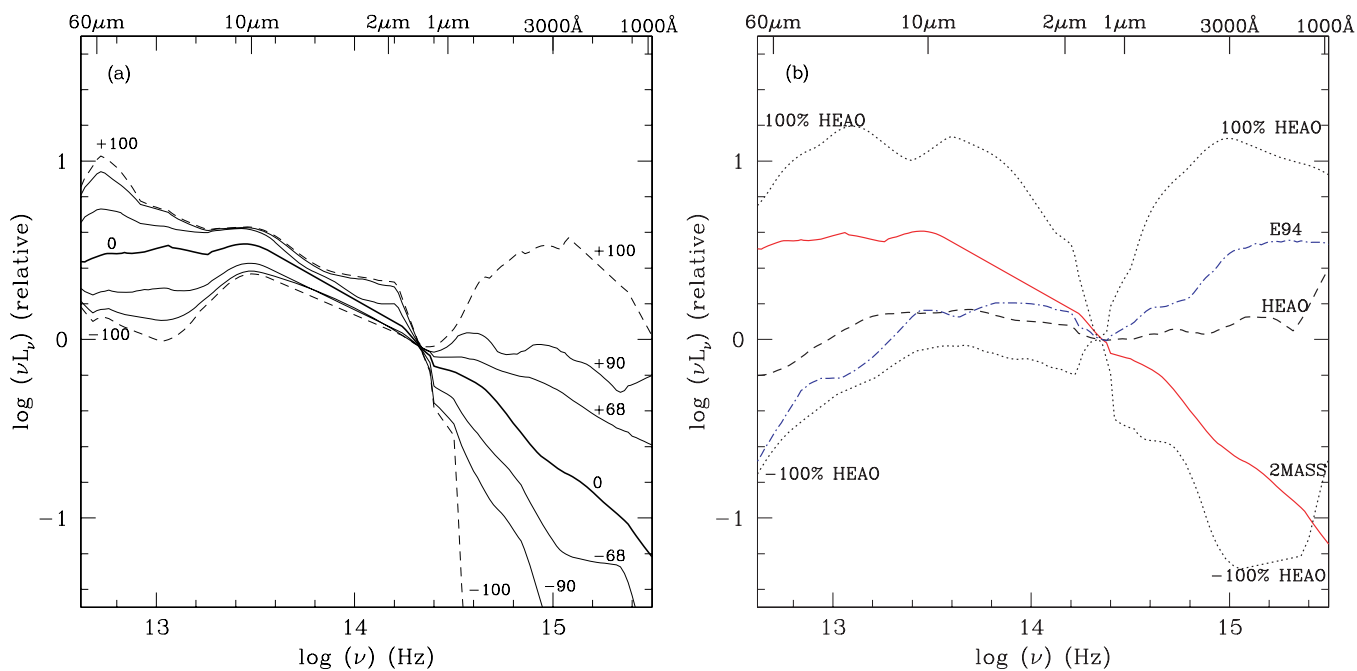 60μm 10μm 2μm 1μm 3000Å 1000Å
(a)
+100
0
−100
+100
+90
+68
0
−68
−90
−100
1
0
−1
log (νLν) (relative)
13 14 15
log (ν) (Hz)
60μm 10μm 2μm 1μm 3000Å 1000Å
(b)
100% HEAO
100% HEAO
E94
HEAO
2MASS
−100% HEAO
−100% HEAO
1
0
−1
log (νLν) (relative)
13 14 15
log (ν) (Hz)